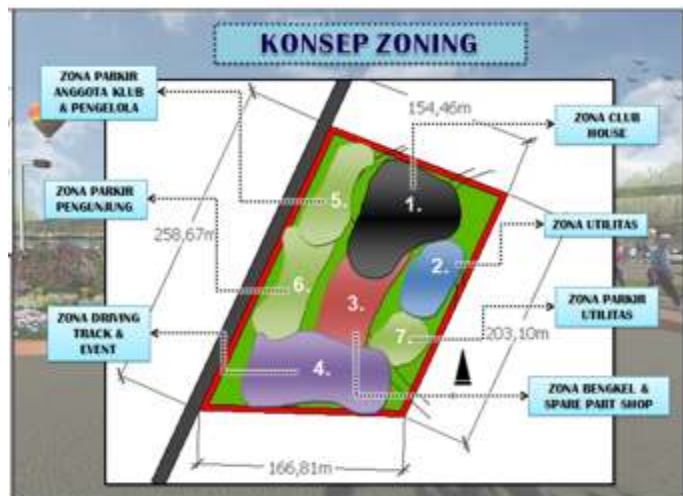 KONSEP ZONING
ZONA PARKIR
ANGGOTA KLUB
& PENGELOLA
154,46m
ZONA CLUB
HOUSE
ZONA PARKIR
PENGUNJUNG
258,67m
5.
1.
ZONA UTILITAS
2.
6.
3.
ZONA PARKIR
UTILITAS
ZONA DRIVING
TRACK &
EVENT
7.
203,10m
4.
ZONA BENGKEL &
SPARE PART SHOP
166,81m